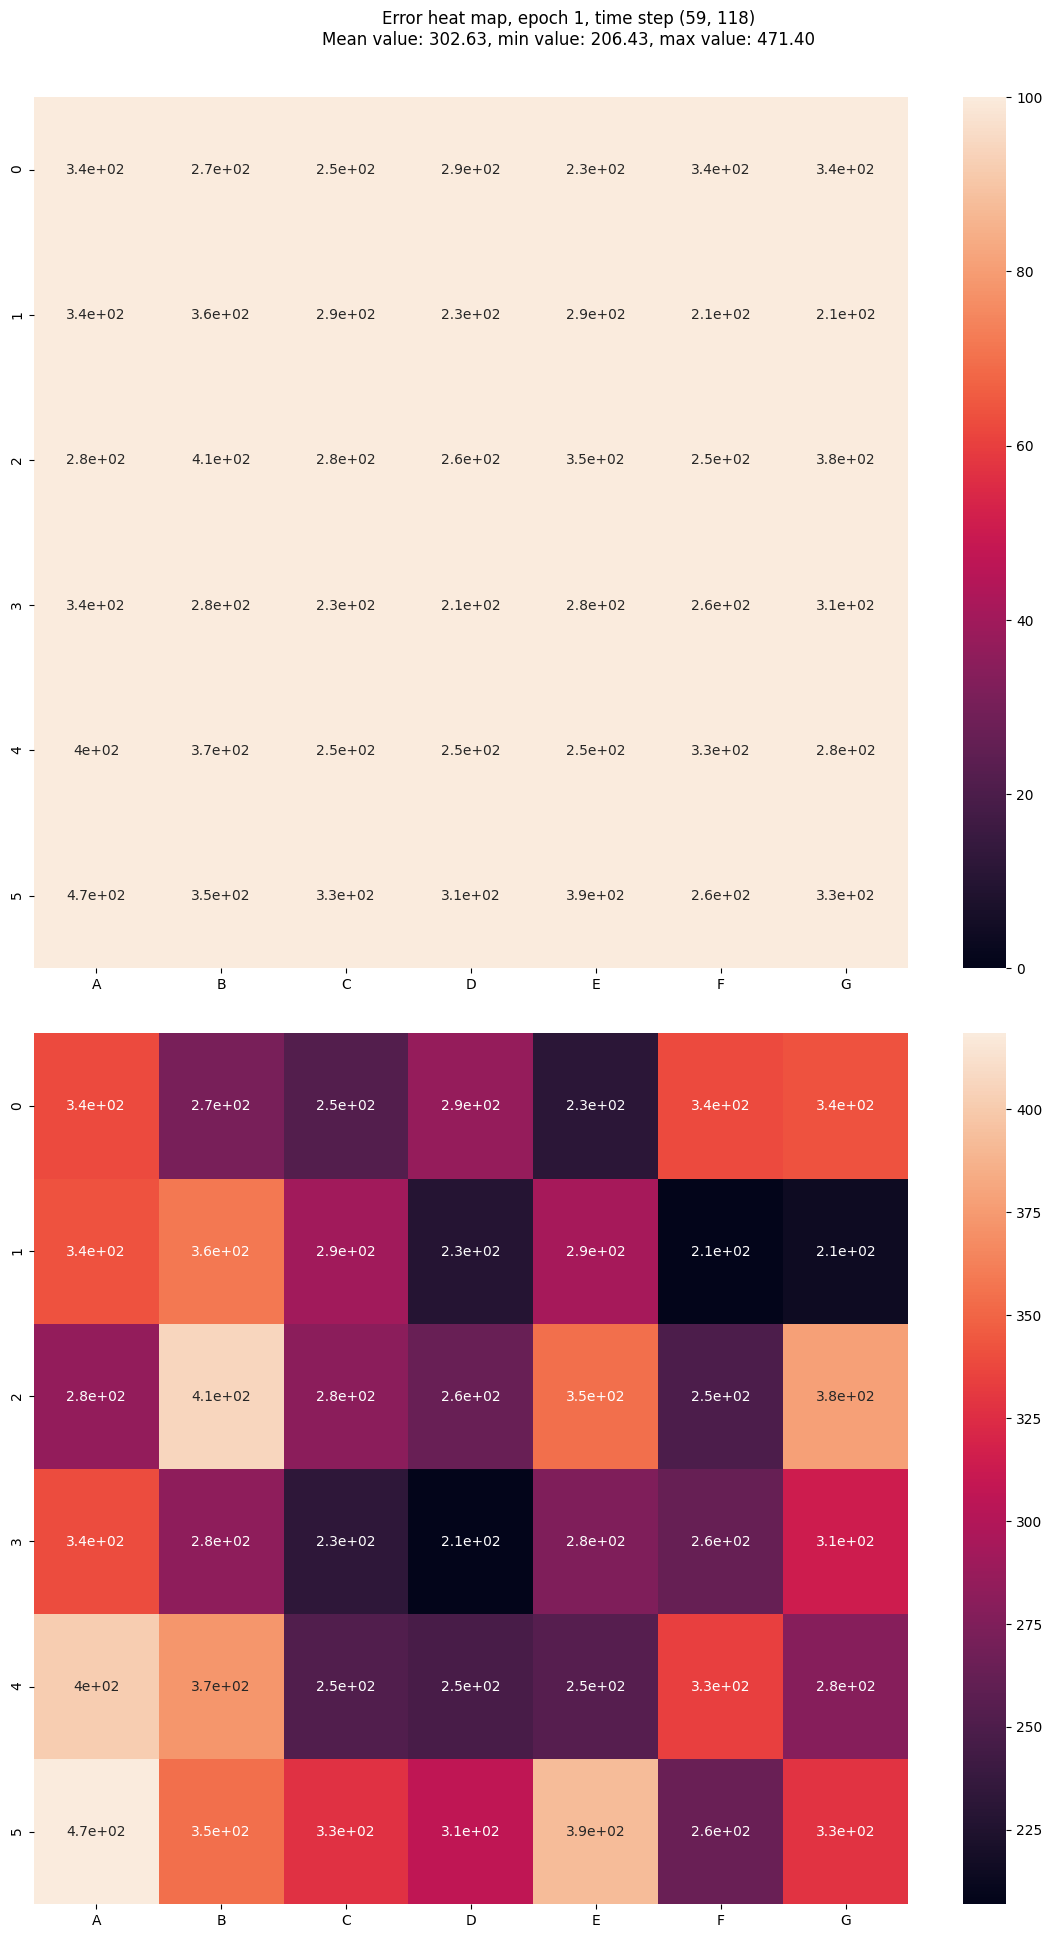 Error heat map, epoch 1, time step (59, 118)
Mean value: 302.63, min value: 206.43, max value: 471.40
0 3.4e+02 2.7e+02 2.5e+02 2.9e+02 2.3e+02 3.4e+02 3.4e+02
1 3.4e+02 3.6e+02 2.9e+02 2.3e+02 2.9e+02 2.1e+02 2.1e+02
2 2.8e+02 4.1e+02 2.8e+02 2.6e+02 3.5e+02 2.5e+02 3.8e+02
3 3.4e+02 2.8e+02 2.3e+02 2.1e+02 2.8e+02 2.6e+02 3.1e+02
4 4e+02 3.7e+02 2.5e+02 2.5e+02 2.5e+02 3.3e+02 2.8e+02
5 4.7e+02 3.5e+02 3.3e+02 3.1e+02 3.9e+02 2.6e+02 3.3e+02
A B C D E F G
100
80
60
40
20
0
0 3.4e+02 2.7e+02 2.5e+02 2.9e+02 2.3e+02 3.4e+02 3.4e+02
1 3.4e+02 3.6e+02 2.9e+02 2.3e+02 2.9e+02 2.1e+02 2.1e+02
2 2.8e+02 4.1e+02 2.8e+02 2.6e+02 3.5e+02 2.5e+02 3.8e+02
3 3.4e+02 2.8e+02 2.3e+02 2.1e+02 2.8e+02 2.6e+02 3.1e+02
4 4e+02 3.7e+02 2.5e+02 2.5e+02 2.5e+02 3.3e+02 2.8e+02
5 4.7e+02 3.5e+02 3.3e+02 3.1e+02 3.9e+02 2.6e+02 3.3e+02
A B C D E F G
400
375
350
325
300
275
250
225